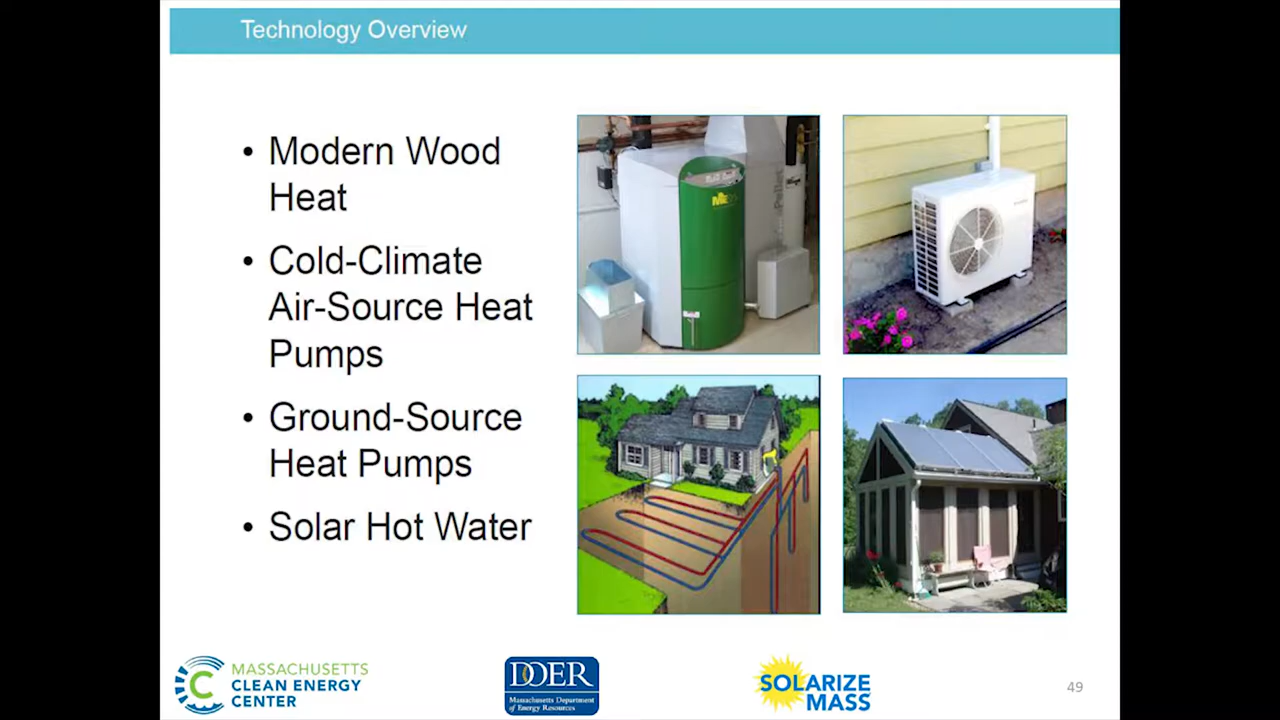 Technology Overview
• Modern Wood
Heat
• Cold-Climate
Air-Source Heat
Pumps
• Ground-Source
Heat Pumps
• Solar Hot Water
MASSACHUSETTS
CLEAN ENERGY
CENTER
DOER
Massachusetts Department
of Energy Resources
SOLARIZE
MASS
49